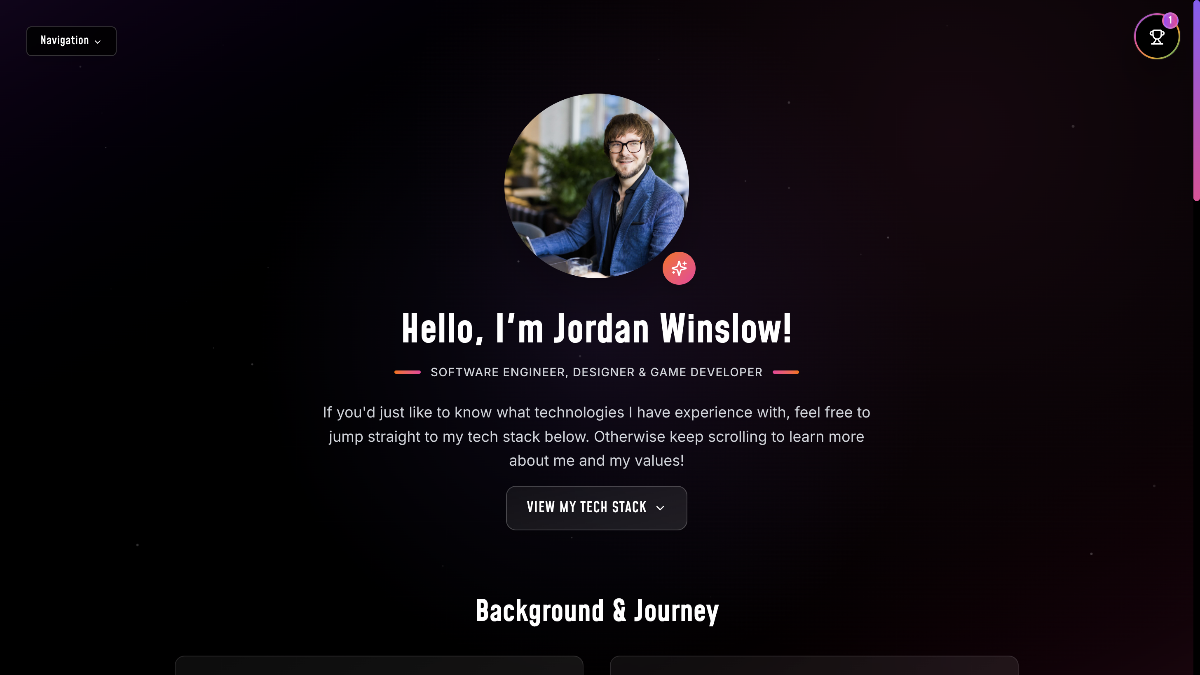 Navigation
1
Hello, I'm Jordan Winslow!
SOFTWARE ENGINEER, DESIGNER & GAME DEVELOPER
If you'd just like to know what technologies I have experience with, feel free to
jump straight to my tech stack below. Otherwise keep scrolling to learn more
about me and my values!
VIEW MY TECH STACK
Background & Journey